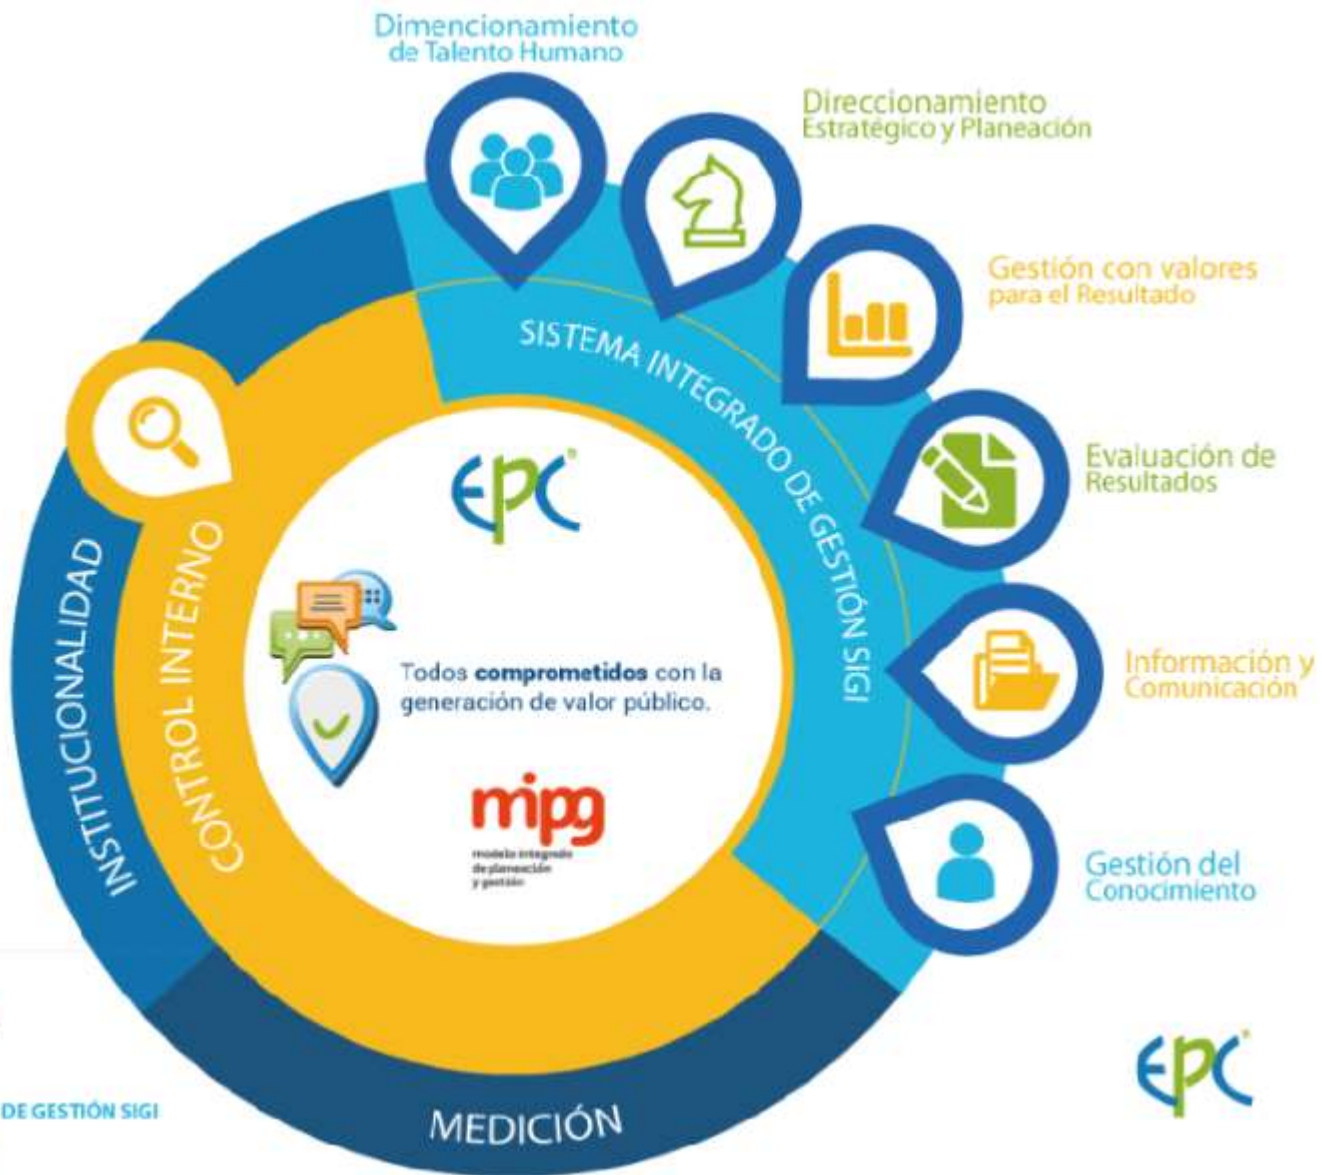 Dimencionamiento
de Talento Humano
Direccionamiento
Estratégico y Planeación
Gestión con valores
para el Resultado
Evaluación de
Resultados
Información y
Comunicación
Gestión del
Conocimiento
SISTEMA INTEGRADO DE GESTIÓN SIGI
INSTITUCIONALIDAD
CONTROL INTERNO
EPC
Todos comprometidos con la
generación de valor público.
mipg
modelo integrado
de planeación
y gestión
MEDICIÓN
DE GESTIÓN SIGI
EPC